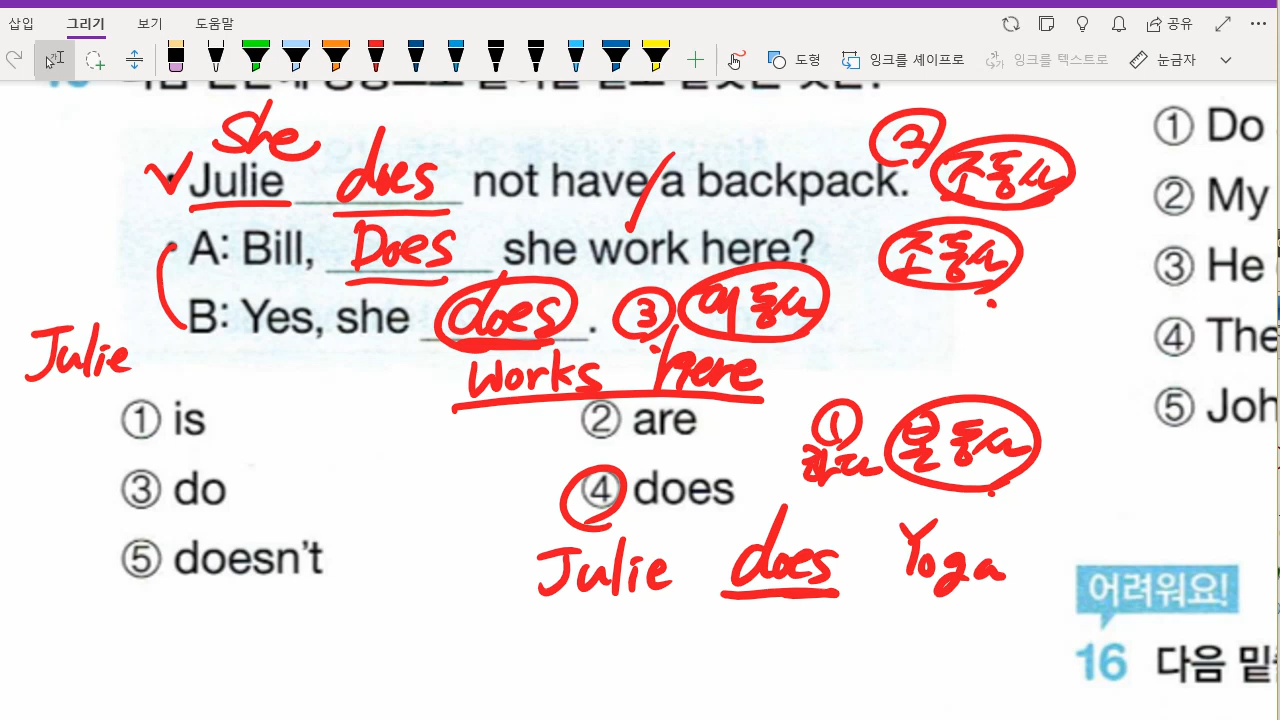 삽입 그리기 보기 도움말 공유
도형 잉크를 셰이프로 잉크를 텍스트로 눈금자
She
Julie does not have a backpack. ② 조동사
A: Bill, Does she work here? 조동사
B: Yes, she does. ③ 대동사
works here
Julie
① is ② are
③ do ④ does
⑤ doesn't
① 하다 본동사
Julie does Yoga
① Do
② My
③ He
④ The
⑤ Joh
어려워요!
16 다음